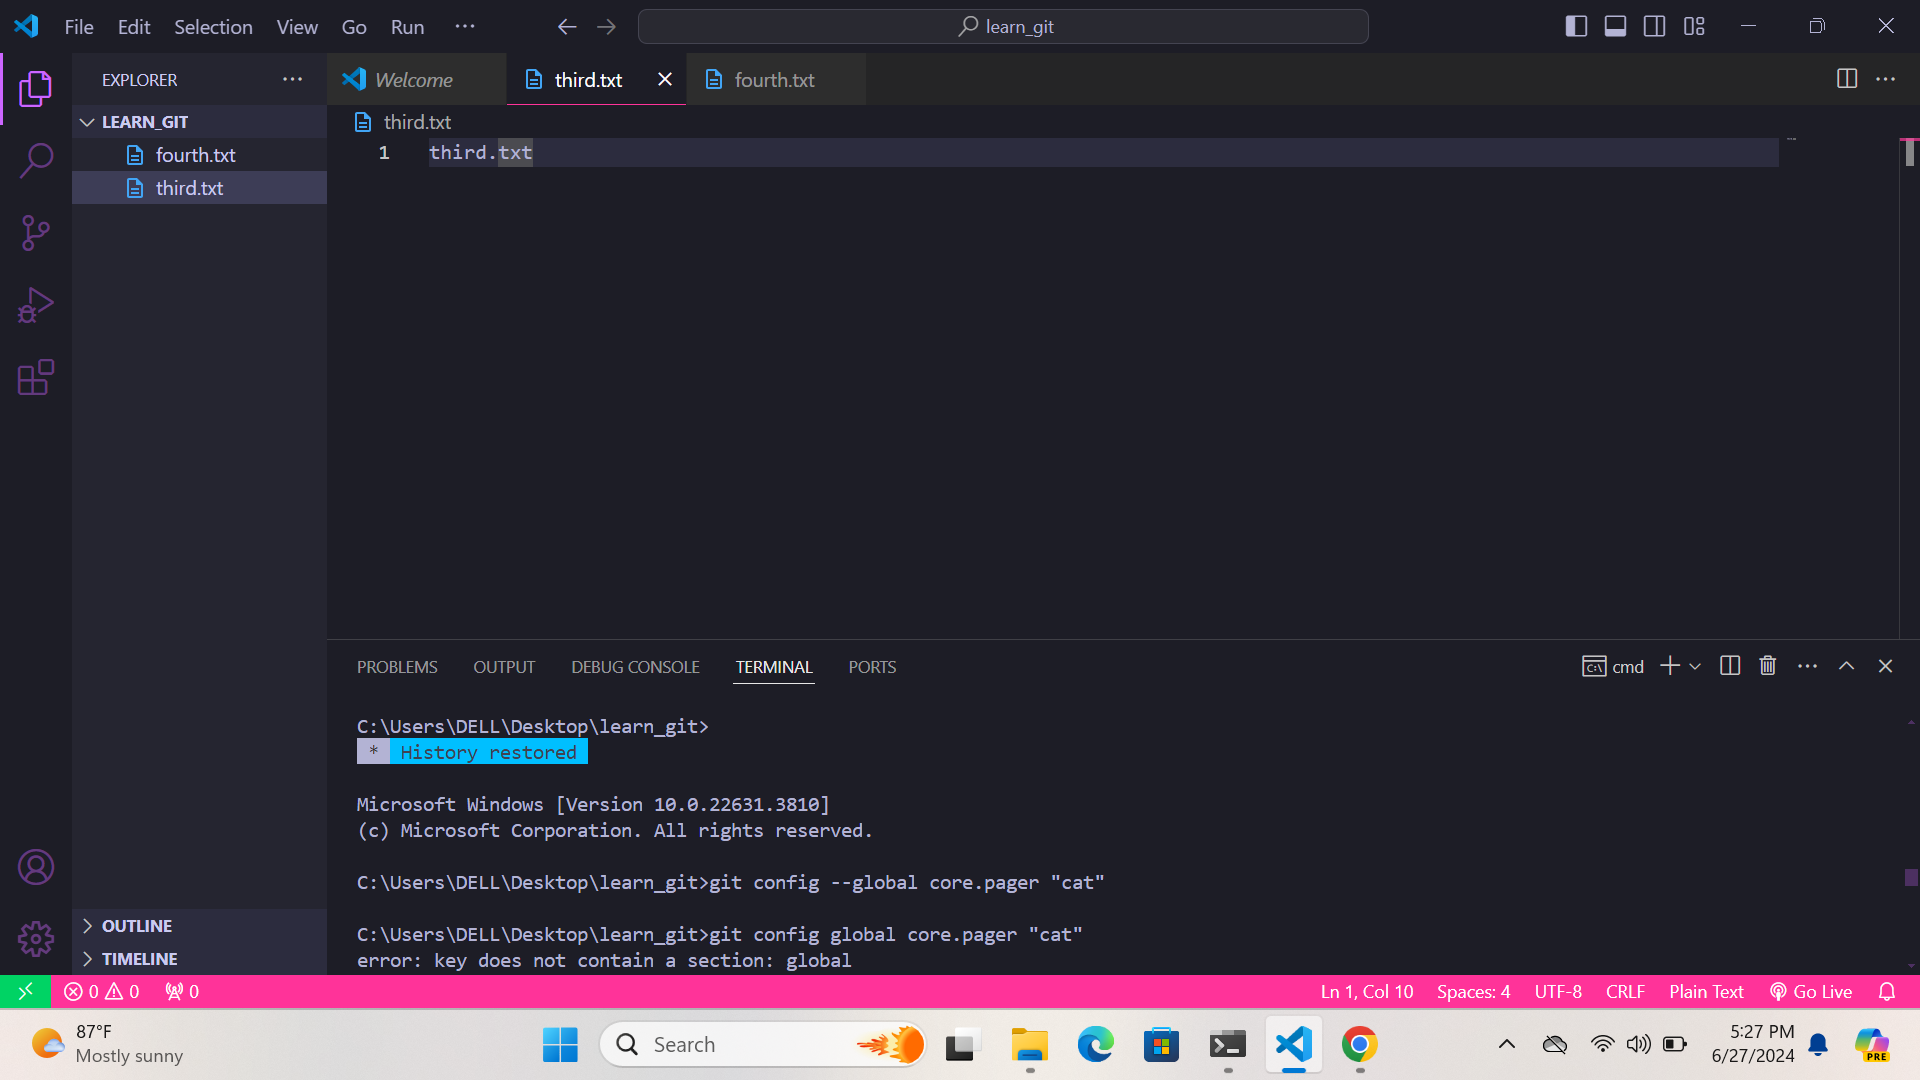 File Edit Selection View Go Run ···
learn_git
EXPLORER ···
Welcome
third.txt
fourth.txt
LEARN_GIT
fourth.txt
third.txt
third.txt
1 third.txt
PROBLEMS OUTPUT DEBUG CONSOLE TERMINAL PORTS
cmd
C:\Users\DELL\Desktop\learn_git>
* History restored
Microsoft Windows [Version 10.0.22631.3810]
(c) Microsoft Corporation. All rights reserved.
C:\Users\DELL\Desktop\learn_git>git config --global core.pager "cat"
C:\Users\DELL\Desktop\learn_git>git config global core.pager "cat"
error: key does not contain a section: global
OUTLINE
TIMELINE
0 0 0
Ln 1, Col 10 Spaces: 4 UTF-8 CRLF Plain Text Go Live
87°F
Mostly sunny
Search
5:27 PM
6/27/2024
PRE